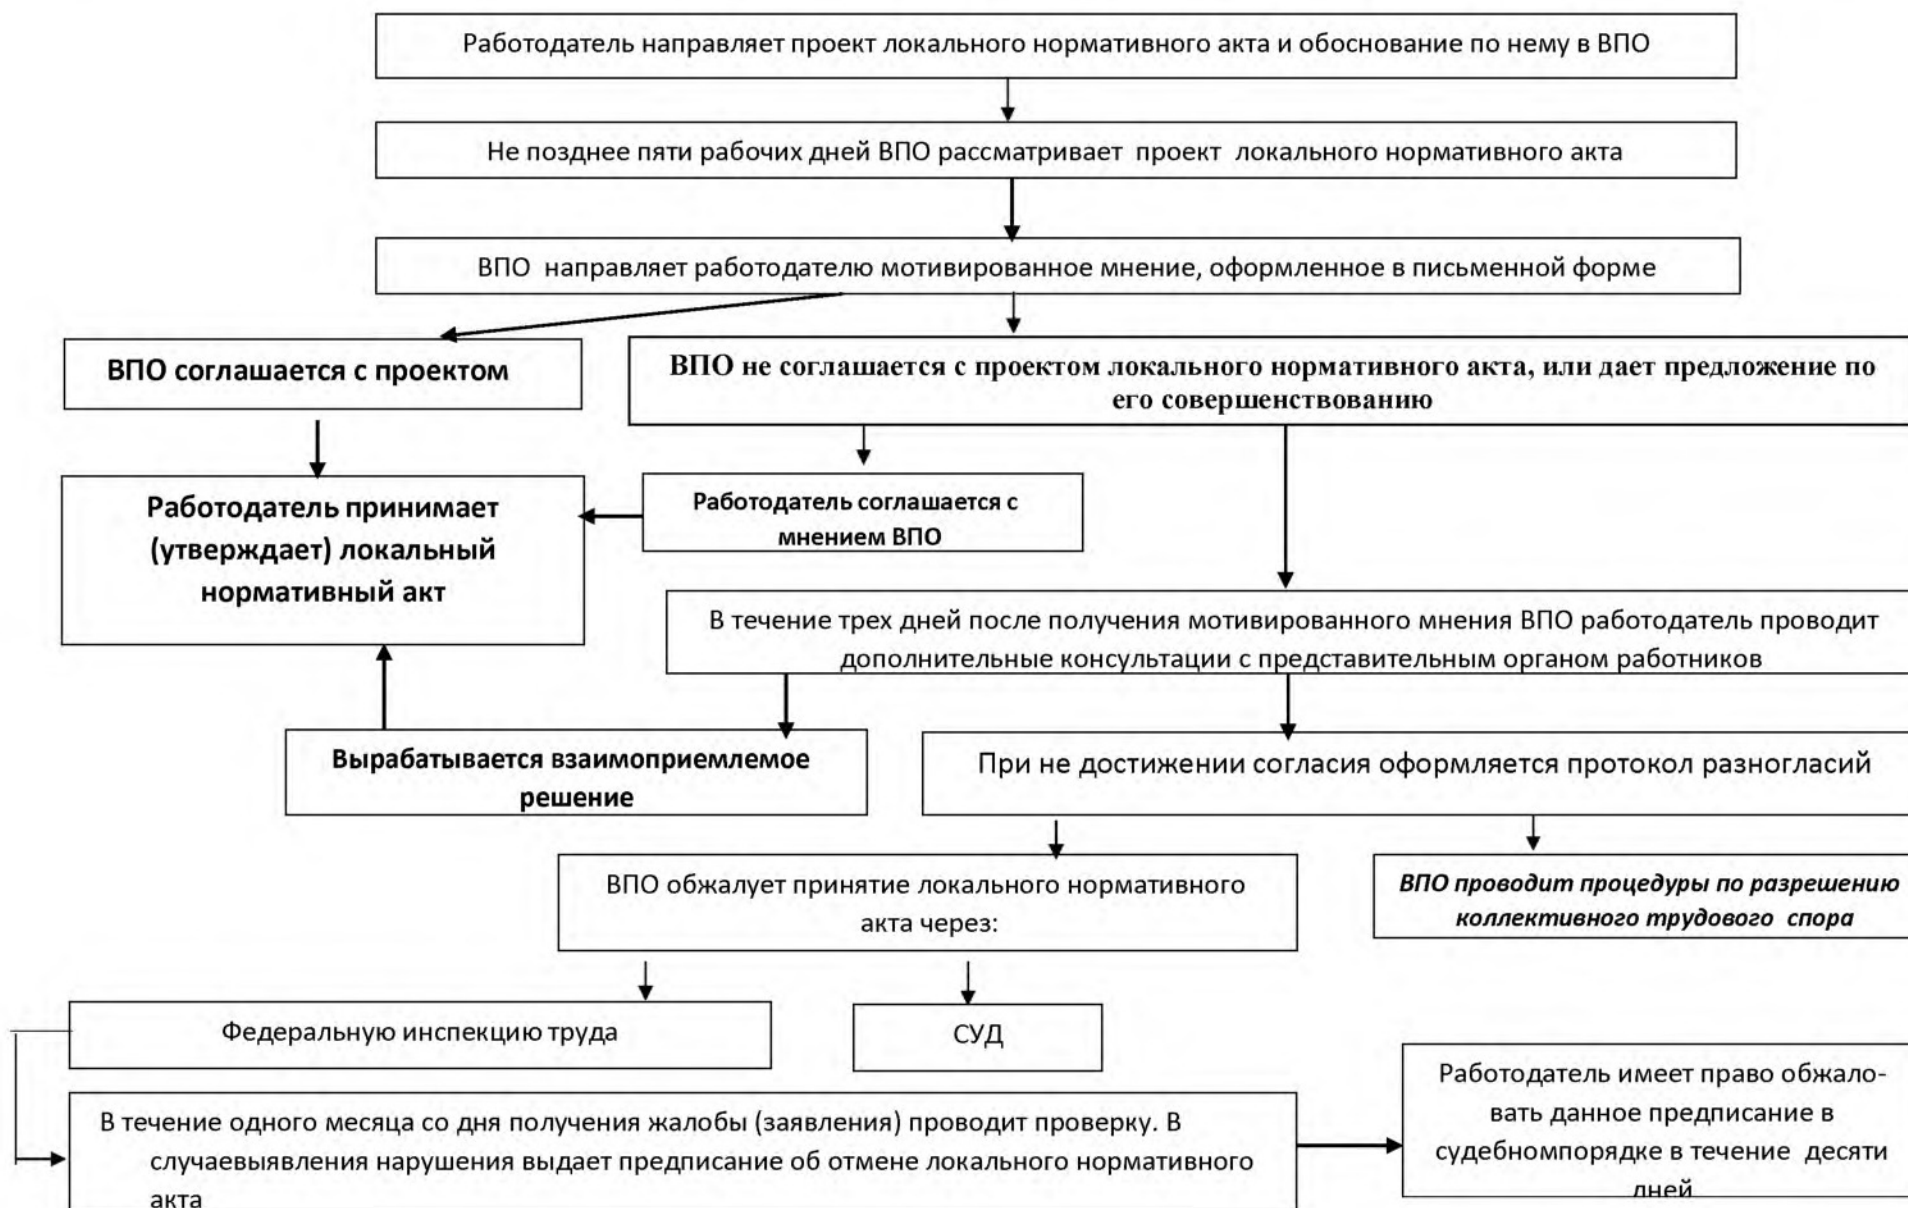 Работодатель направляет проект локального нормативного акта и обоснование по нему в ВПО
Не позднее пяти рабочих дней ВПО рассматривает проект локального нормативного акта
ВПО направляет работодателю мотивированное мнение, оформленное в письменной форме
ВПО соглашается с проектом
ВПО не соглашается с проектом локального нормативного акта, или дает предложение по
его совершенствованию
Работодатель принимает
(утверждает) локальный
нормативный акт
Работодатель соглашается с
мнением ВПО
В течение трех дней после получения мотивированного мнения ВПО работодатель проводит
дополнительные консультации с представительным органом работников
Вырабатывается взаимоприемлемое
решение
При не достижении согласия оформляется протокол разногласий
ВПО обжалует принятие локального нормативного
акта через:
ВПО проводит процедуры по разрешению
коллективного трудового спора
Федеральную инспекцию труда
СУД
В течение одного месяца со дня получения жалобы (заявления) проводит проверку. В
случаевыявления нарушения выдает предписание об отмене локального нормативного
акта
Работодатель имеет право обжало-
вать данное предписание в
судебномпорядке в течение десяти
дней